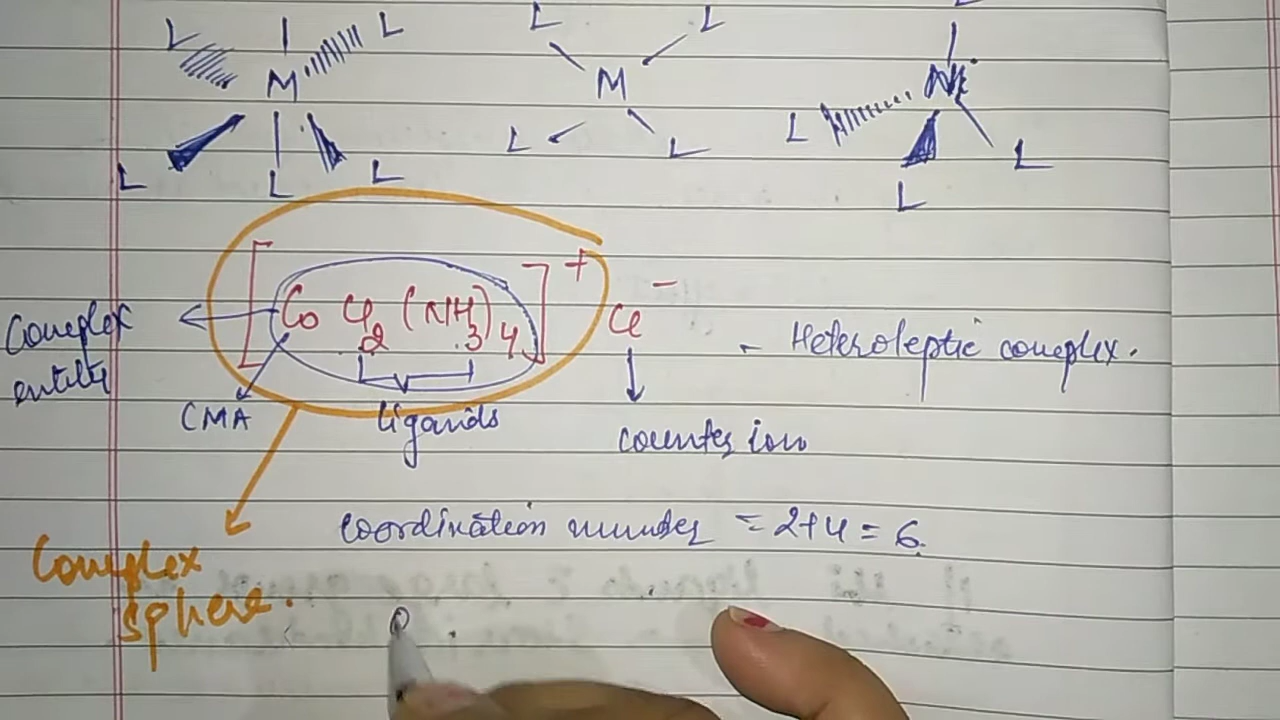 L
L L L L
M M M
L L L L L
L L L L
[Co Cl2 (NH3)4]+ Cl-
Complex
entity
- Heteroleptic complex.
CMA
ligands
counter ion
Coordination number = 2+4 = 6.
Complex
sphere.